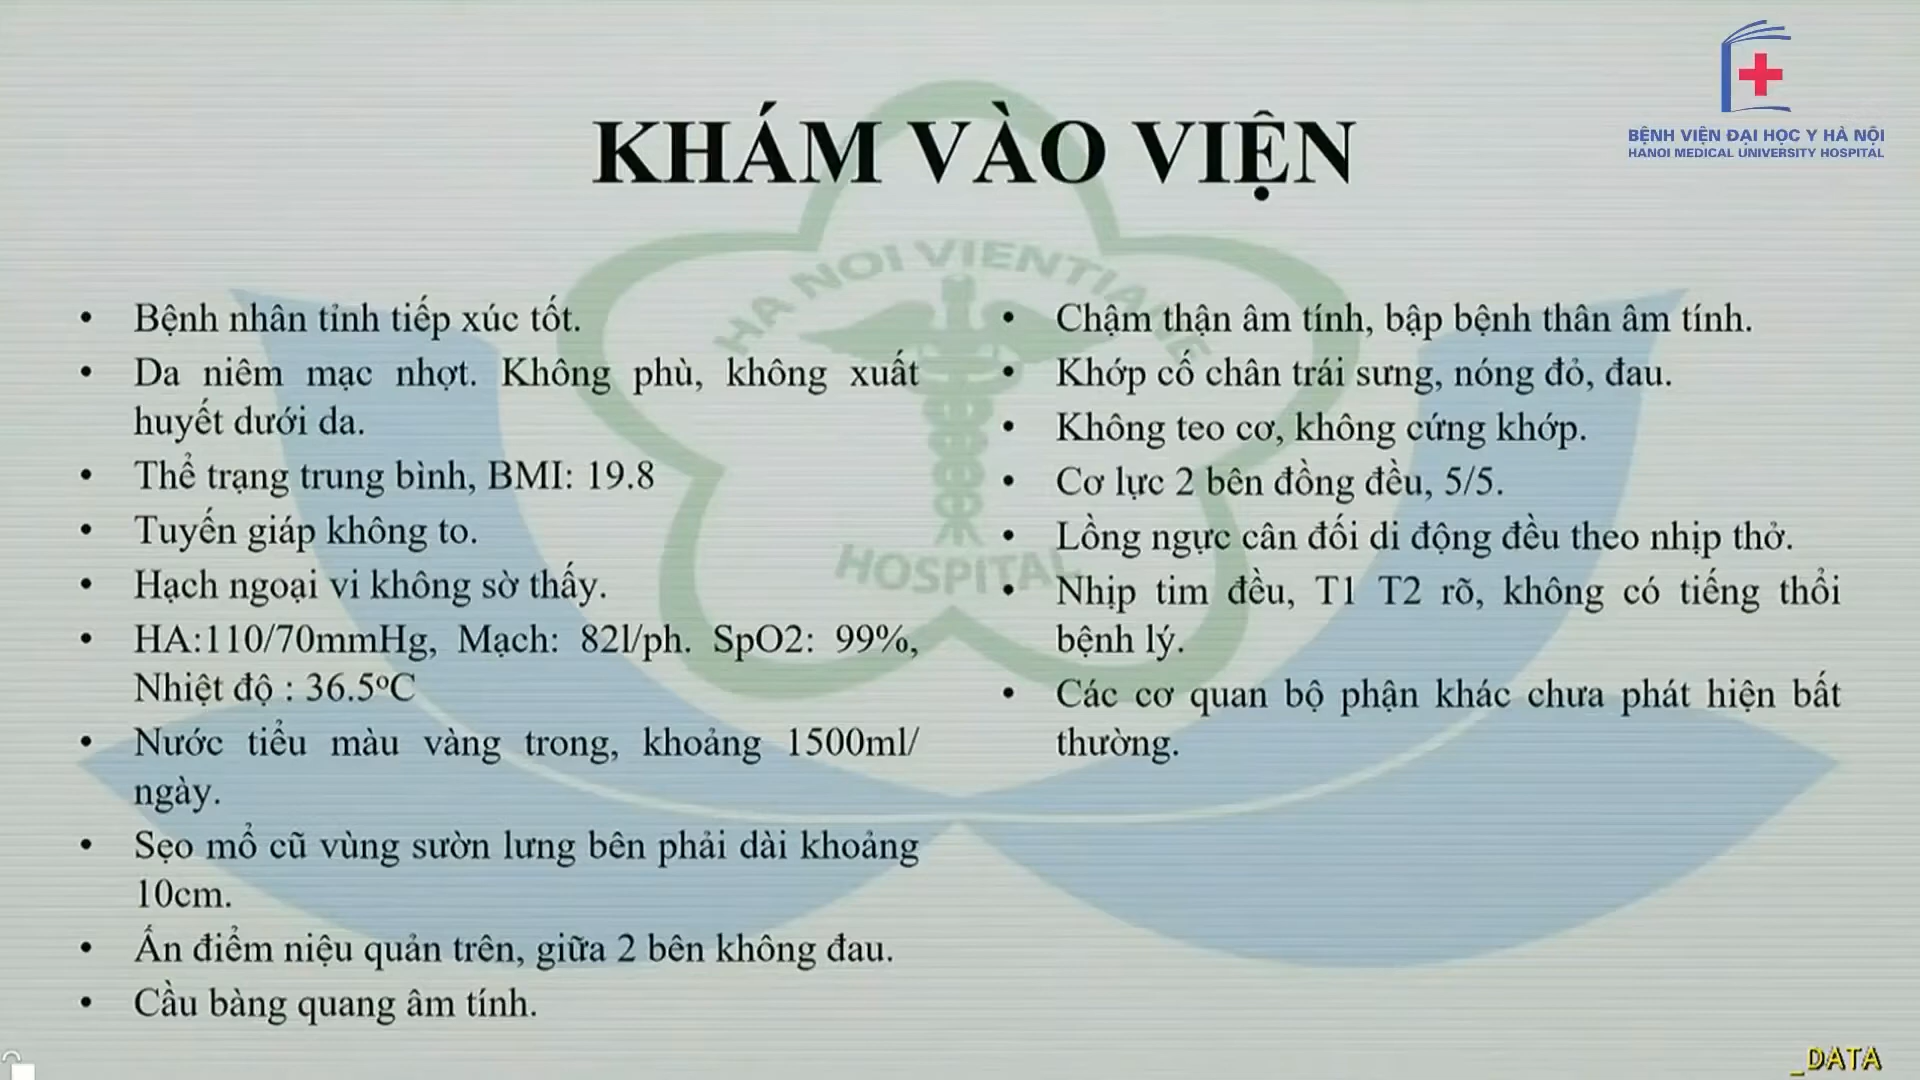 BỆNH VIỆN ĐẠI HỌC Y HÀ NỘI
HANOI MEDICAL UNIVERSITY HOSPITAL
KHÁM VÀO VIỆN
HA NOI VIENTIANE
HOSPITAL
• Bệnh nhân tỉnh tiếp xúc tốt.
• Da niêm mạc nhợt. Không phù, không xuất
huyết dưới da.
• Thể trạng trung bình, BMI: 19.8
• Tuyến giáp không to.
• Hạch ngoại vi không sờ thấy.
• HA:110/70mmHg, Mạch: 82l/ph. SpO2: 99%,
Nhiệt độ : 36.5ºC
• Nước tiểu màu vàng trong, khoảng 1500ml/
ngày.
• Sẹo mổ cũ vùng sườn lưng bên phải dài khoảng
10cm.
• Ấn điểm niệu quản trên, giữa 2 bên không đau.
• Cầu bàng quang âm tính.
• Chậm thận âm tính, bập bệnh thân âm tính.
• Khớp cổ chân trái sưng, nóng đỏ, đau.
• Không teo cơ, không cứng khớp.
• Cơ lực 2 bên đồng đều, 5/5.
• Lồng ngực cân đối di động đều theo nhịp thở.
• Nhịp tim đều, T1 T2 rõ, không có tiếng thổi
bệnh lý.
• Các cơ quan bộ phận khác chưa phát hiện bất
thường.
_DATA